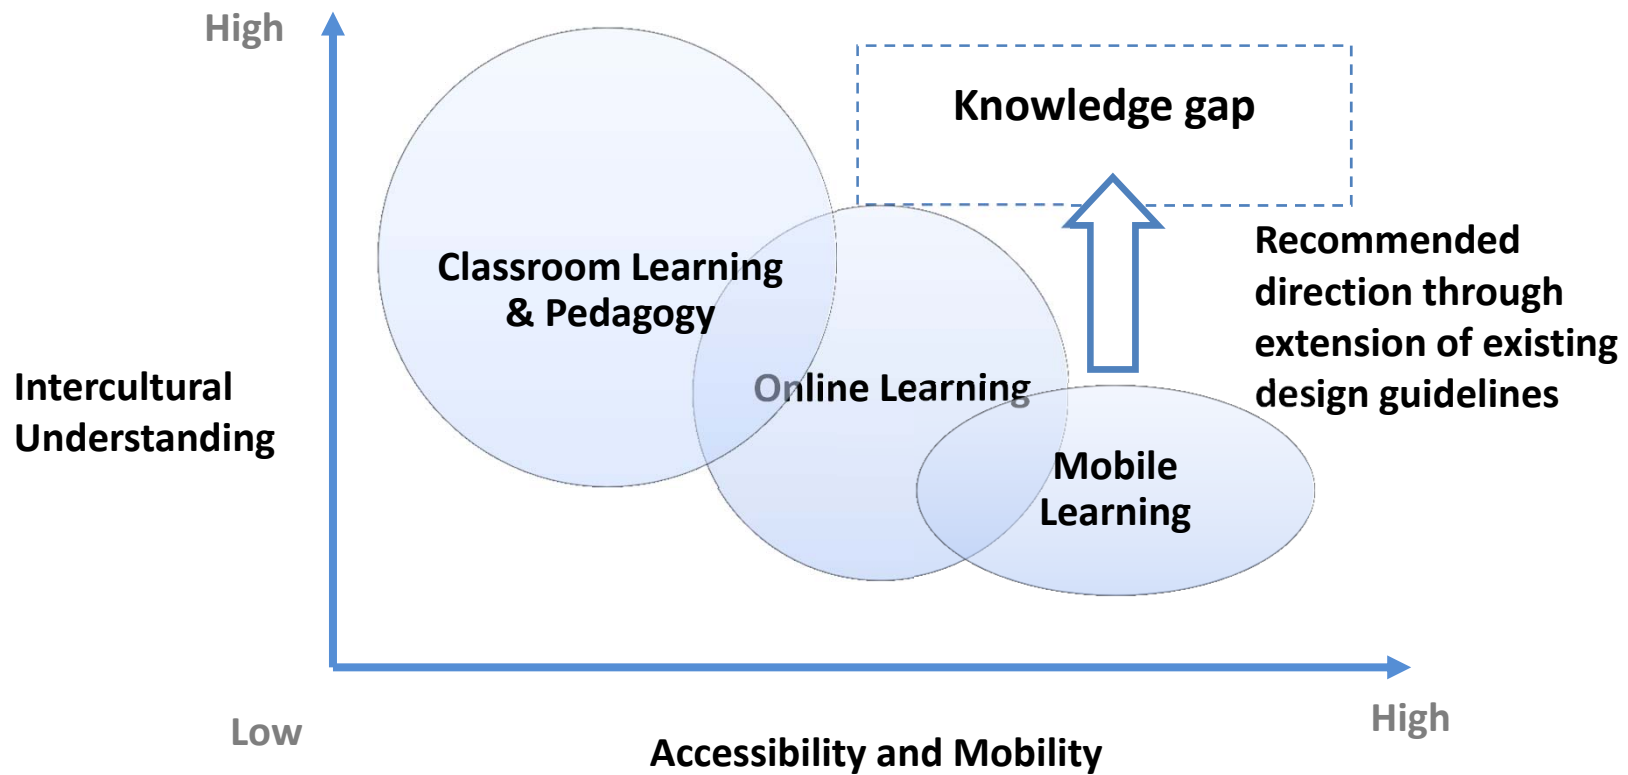 High
Knowledge gap
Classroom Learning
& Pedagogy
Recommended
direction through
extension of existing
design guidelines
Online Learning
Intercultural
Understanding
Mobile
Learning
Low
High
Accessibility and Mobility